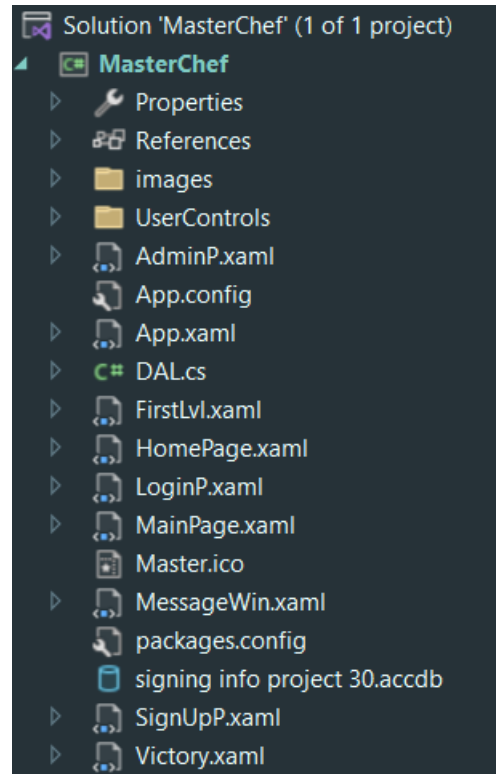 Solution 'MasterChef' (1 of 1 project)
C# MasterChef
Properties
References
images
UserControls
AdminP.xaml
App.config
App.xaml
C# DAL.cs
FirstLvl.xaml
HomePage.xaml
LoginP.xaml
MainPage.xaml
Master.ico
MessageWin.xaml
packages.config
signing info project 30.accdb
SignUpP.xaml
Victory.xaml